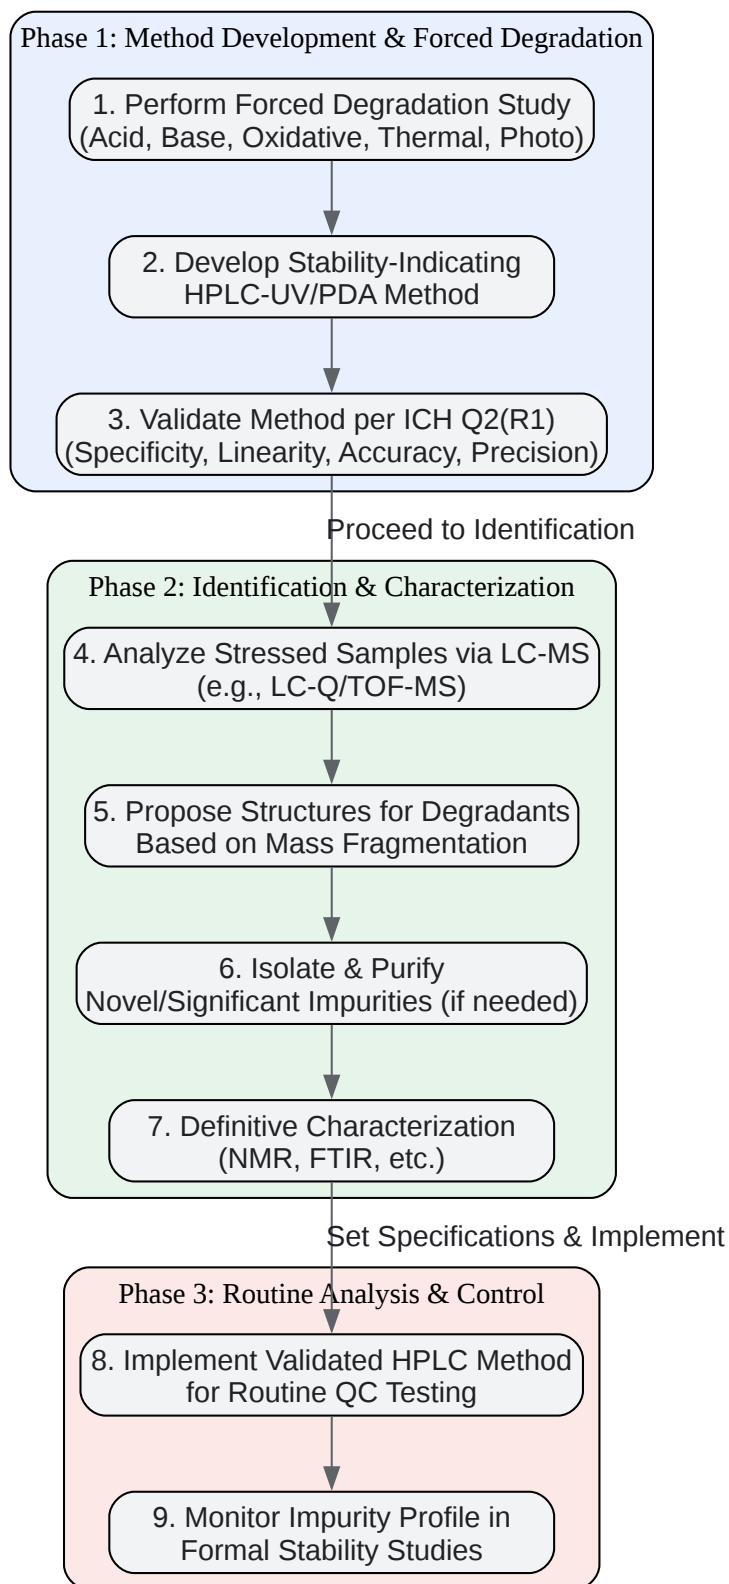 Phase 1: Method Development & Forced Degradation
1. Perform Forced Degradation Study
(Acid, Base, Oxidative, Thermal, Photo)
2. Develop Stability-Indicating
HPLC-UV/PDA Method
3. Validate Method per ICH Q2(R1)
(Specificity, Linearity, Accuracy, Precision)
Proceed to Identification
Phase 2: Identification & Characterization
4. Analyze Stressed Samples via LC-MS
(e.g., LC-Q/TOF-MS)
5. Propose Structures for Degradants
Based on Mass Fragmentation
6. Isolate & Purify
Novel/Significant Impurities (if needed)
7. Definitive Characterization
(NMR, FTIR, etc.)
Set Specifications & Implement
Phase 3: Routine Analysis & Control
8. Implement Validated HPLC Method
for Routine QC Testing
9. Monitor Impurity Profile in
Formal Stability Studies